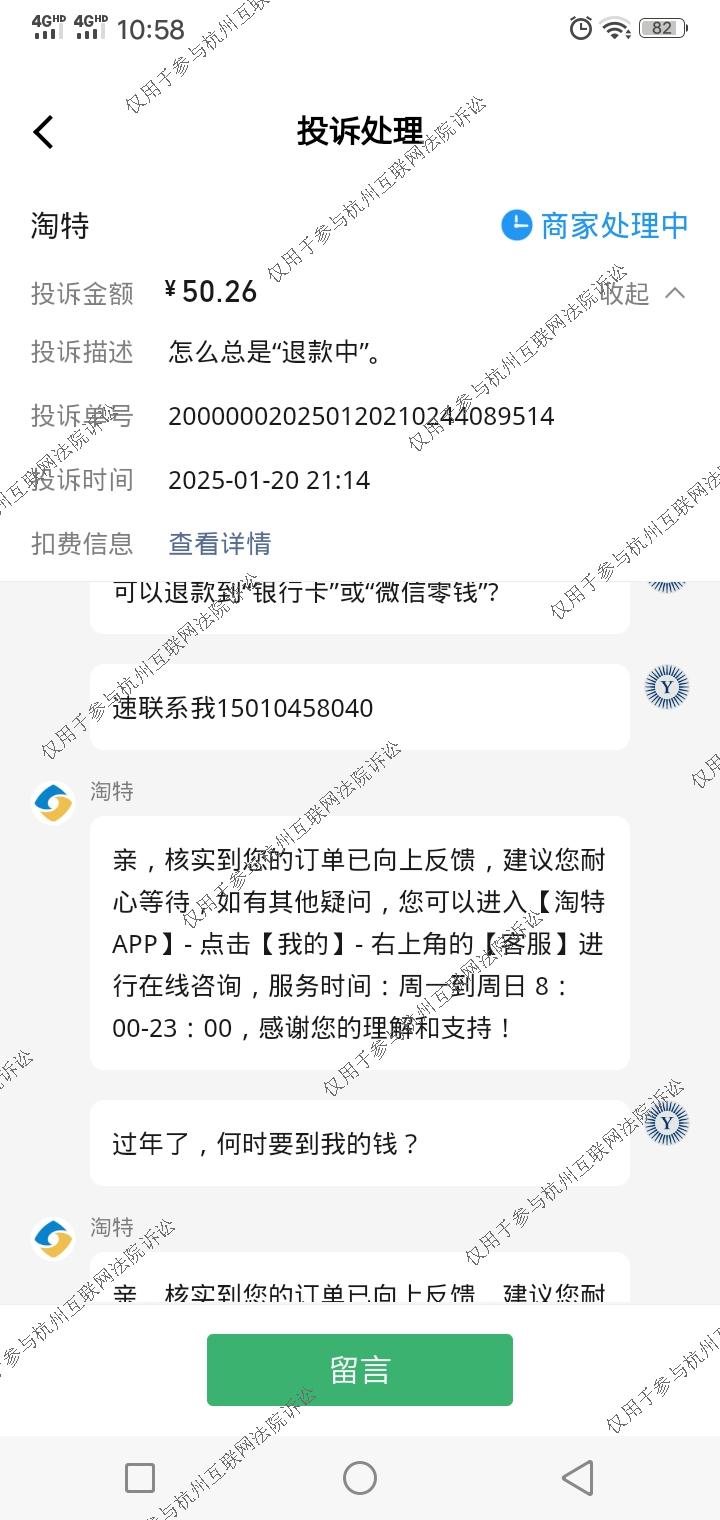 4GHD 4GHD 10:58 82
投诉处理
淘特 商家处理中
投诉金额 ¥50.26 收起
投诉描述 怎么总是“退款中”。
投诉单号 200000020250120210244089514
投诉时间 2025-01-20 21:14
扣费信息 查看详情
可以退款到“银行卡”或“微信零钱”?
速联系我15010458040
Y
淘特
亲，核实到您的订单已向上反馈，建议您耐
心等待，如有其他疑问，您可以进入【淘特
APP】- 点击【我的】- 右上角的【客服】进
行在线咨询，服务时间：周一到周日 8：
00-23：00，感谢您的理解和支持！
过年了，何时要到我的钱？
Y
淘特
亲，核实到您的订单已向上反馈，建议您耐
留言
仅用于参与杭州互联网法院诉讼